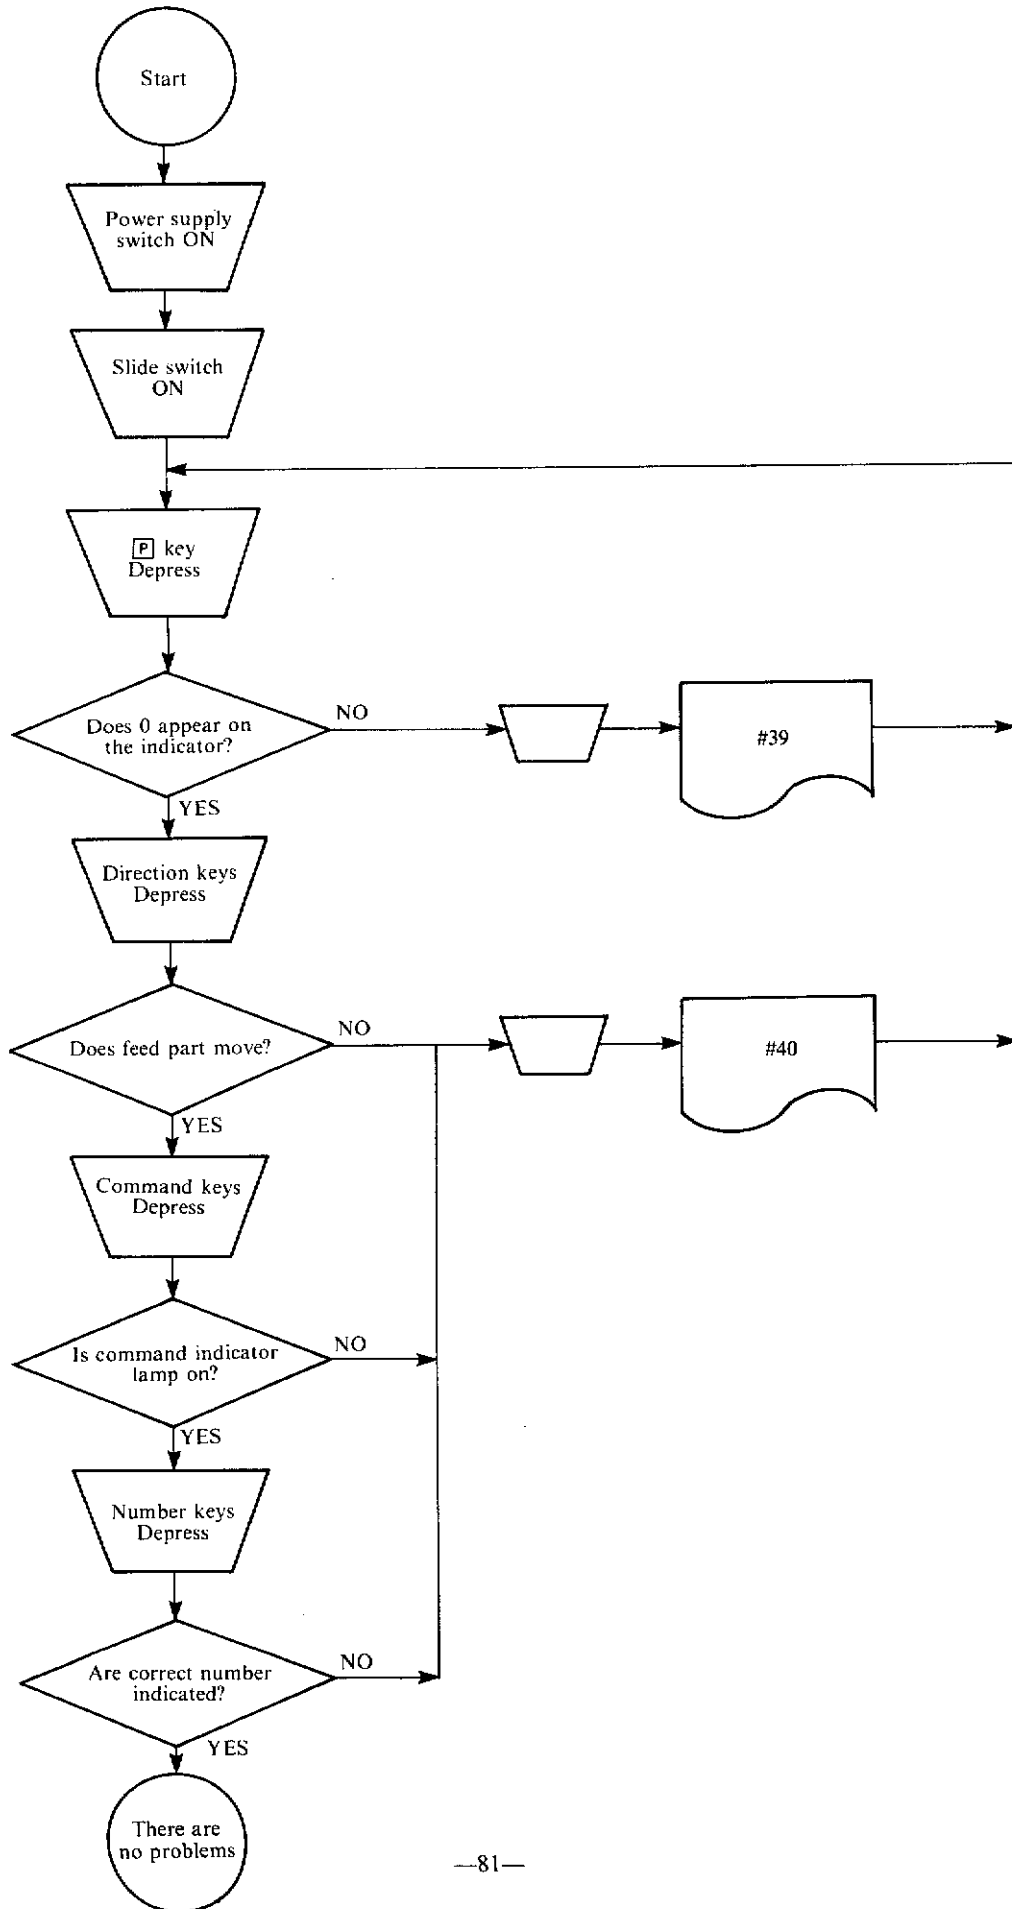 Start
Power supply
switch ON
Slide switch
ON
P key
Depress
Does 0 appear on
the indicator?
NO
#39
YES
Direction keys
Depress
Does feed part move?
NO
#40
YES
Command keys
Depress
Is command indicator
lamp on?
NO
YES
Number keys
Depress
Are correct number
indicated?
NO
YES
There are
no problems
—81—